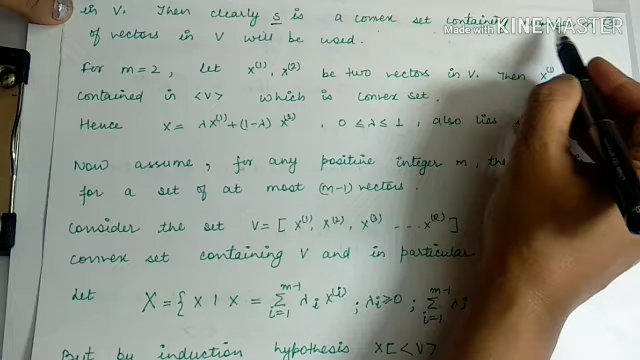 in V. Then clearly S is a convex set containing
Made with KINEMASTER
of vectors in V will be used.
For m=2, let x⁽¹⁾, x⁽²⁾ be two vectors in V. Then x⁽¹⁾
contained in <V> which is convex set.
Hence x = λx⁽¹⁾+(1-λ) x⁽²⁾, 0 ≤ λ ≤ 1, also lies
Now assume, for any positive integer m, the
for a set of at most (m-1) vectors.
Consider the set V = [ x⁽¹⁾, x⁽²⁾, x⁽³⁾ ....x⁽ᵏ⁾ ]
convex set containing V and in particular
Let X = { x | x = Σ_{i=1}^{m-1} λi x⁽ⁱ⁾ ; λi ≥ 0 ; Σ_{i=1}^{m-1} λi
But by induction hypothesis X[<V>